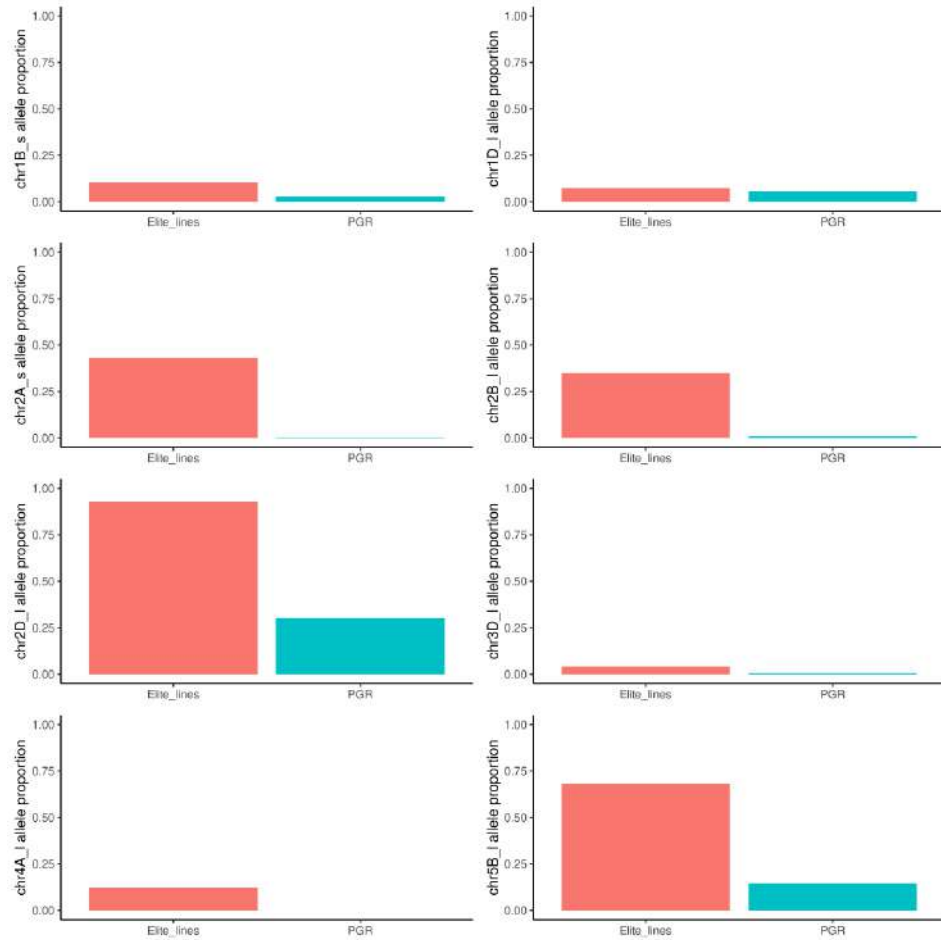 chr1B_s allele proportion
1.00
0.75
0.50
0.25
0.00
Elite_lines PGR
chr1D_l allele proportion
1.00
0.75
0.50
0.25
0.00
Elite_lines PGR
chr2A_s allele proportion
1.00
0.75
0.50
0.25
0.00
Elite_lines PGR
chr2B_l allele proportion
1.00
0.75
0.50
0.25
0.00
Elite_lines PGR
chr2D_l allele proportion
1.00
0.75
0.50
0.25
0.00
Elite_lines PGR
chr3D_l allele proportion
1.00
0.75
0.50
0.25
0.00
Elite_lines PGR
chr4A_l allele proportion
1.00
0.75
0.50
0.25
0.00
Elite_lines PGR
chr5B_l allele proportion
1.00
0.75
0.50
0.25
0.00
Elite_lines PGR